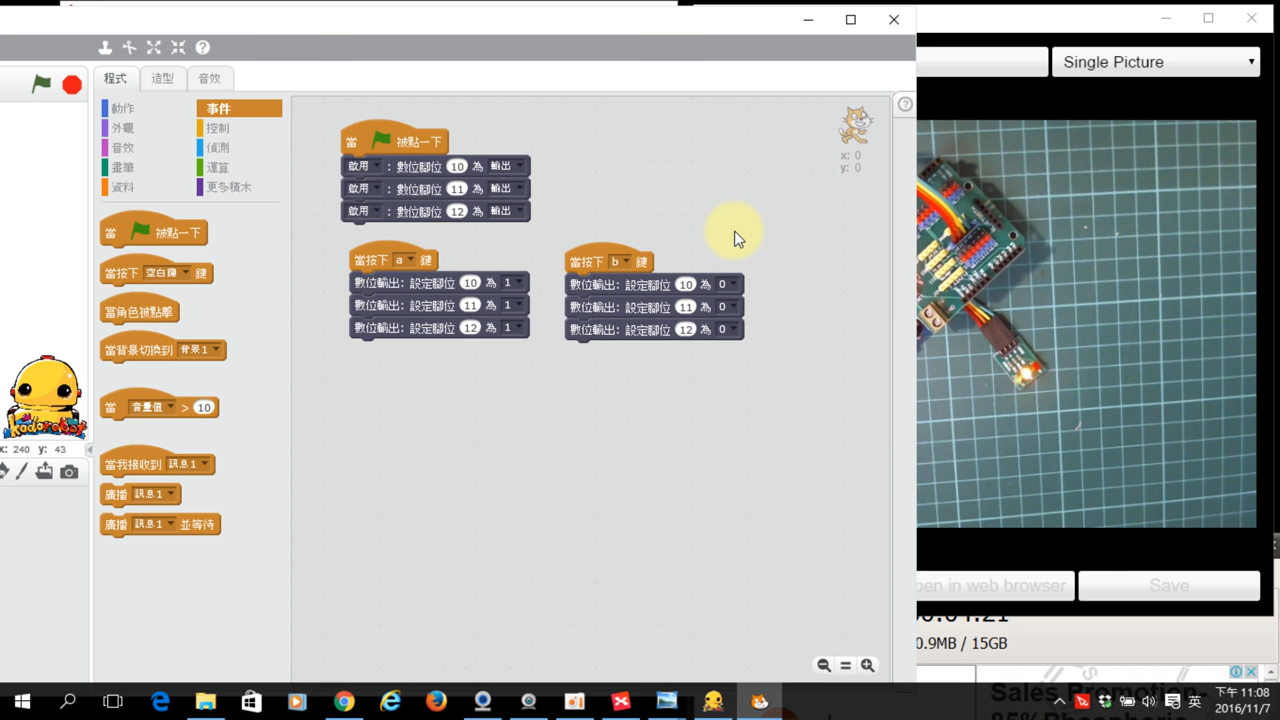 Single Picture
程式 造型 音效
動作 事件
外觀 控制
音效 偵測
畫筆 運算
資料 更多積木
當 被點一下
當按下 空白鍵 鍵
當角色被點擊
當背景切換到 背景1
當 音量值 > 10
當我接收到 訊息1
廣播 訊息1
廣播 訊息1 並等待
x: 240 y: 43
當 被點一下
啟用 : 數位腳位 10 為 輸出
啟用 : 數位腳位 11 為 輸出
啟用 : 數位腳位 12 為 輸出
當按下 a 鍵
數位輸出: 設定腳位 10 為 1
數位輸出: 設定腳位 11 為 1
數位輸出: 設定腳位 12 為 1
當按下 b 鍵
數位輸出: 設定腳位 10 為 0
數位輸出: 設定腳位 11 為 0
數位輸出: 設定腳位 12 為 0
x: 0
y: 0
in web browser
Save
0.9MB / 15GB
Sales Promotion-
英
下午 11:08
2016/11/7